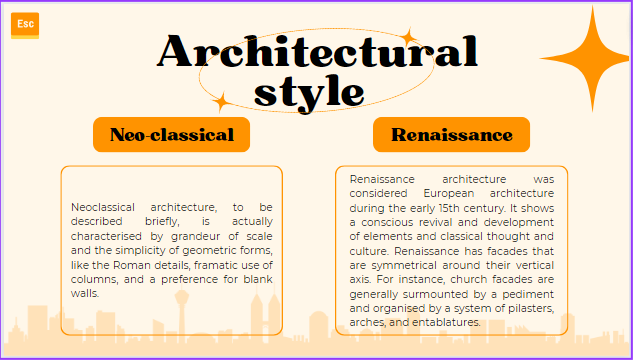 Esc
Architectural
style
Neo-classical
Renaissance
Neoclassical architecture, to be
described briefly, is actually
characterised by grandeur of scale
and the simplicity of geometric forms,
like the Roman details, framatic use of
columns, and a preference for blank
walls.
Renaissance architecture was
considered European architecture
during the early 15th century. It shows
a conscious revival and development
of elements and classical thought and
culture. Renaissance has facades that
are symmetrical around their vertical
axis. For instance, church facades are
generally surmounted by a pediment
and organised by a system of pilasters,
arches, and entablatures.